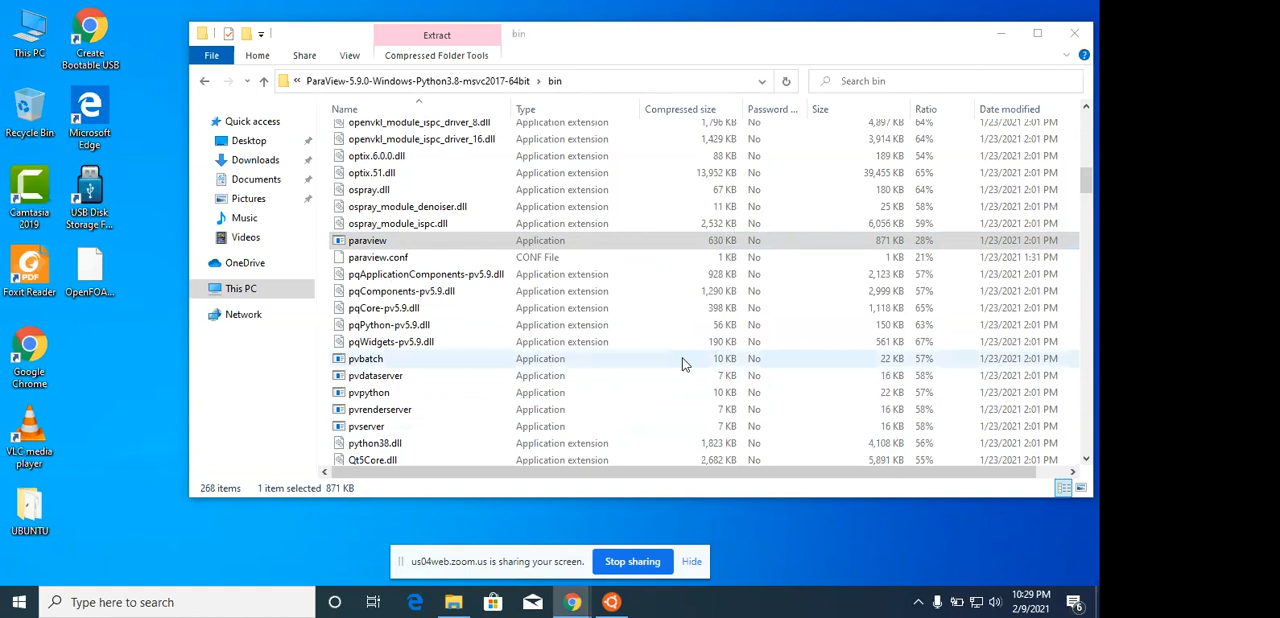 This PC
Create
Bootable USB
Recycle Bin
Microsoft
Edge
Camtasia
2019
USB Disk
Storage F...
Foxit Reader
OpenFOA...
Google
Chrome
VLC media
player
UBUNTU
Extract
bin
File
Home
Share
View
Compressed Folder Tools
« ParaView-5.9.0-Windows-Python3.8-msvc2017-64bit › bin
Search bin
Quick access
Desktop
Downloads
Documents
Pictures
Music
Videos
OneDrive
This PC
Network
Name Type Compressed size Password ... Size Ratio Date modified
openvkl_module_ispc_driver_8.dll Application extension 1,796 KB No 4,897 KB 64% 1/23/2021 2:01 PM
openvkl_module_ispc_driver_16.dll Application extension 1,429 KB No 3,914 KB 64% 1/23/2021 2:01 PM
optix.6.0.0.dll Application extension 88 KB No 189 KB 54% 1/23/2021 2:01 PM
optix.51.dll Application extension 13,952 KB No 39,455 KB 65% 1/23/2021 2:01 PM
ospray.dll Application extension 67 KB No 180 KB 64% 1/23/2021 2:01 PM
ospray_module_denoiser.dll Application extension 11 KB No 25 KB 58% 1/23/2021 2:01 PM
ospray_module_ispc.dll Application extension 2,532 KB No 6,056 KB 59% 1/23/2021 2:01 PM
paraview Application 630 KB No 871 KB 28% 1/23/2021 2:01 PM
paraview.conf CONF File 1 KB No 1 KB 21% 1/23/2021 1:31 PM
pqApplicationComponents-pv5.9.dll Application extension 928 KB No 2,123 KB 57% 1/23/2021 2:01 PM
pqComponents-pv5.9.dll Application extension 1,290 KB No 2,999 KB 57% 1/23/2021 2:01 PM
pqCore-pv5.9.dll Application extension 398 KB No 1,118 KB 65% 1/23/2021 2:01 PM
pqPython-pv5.9.dll Application extension 56 KB No 150 KB 63% 1/23/2021 2:01 PM
pqWidgets-pv5.9.dll Application extension 190 KB No 561 KB 67% 1/23/2021 2:01 PM
pvbatch Application 10 KB No 22 KB 57% 1/23/2021 2:01 PM
pvdataserver Application 7 KB No 16 KB 58% 1/23/2021 2:01 PM
pvpython Application 10 KB No 22 KB 57% 1/23/2021 2:01 PM
pvrenderserver Application 7 KB No 16 KB 58% 1/23/2021 2:01 PM
pvserver Application 7 KB No 16 KB 58% 1/23/2021 2:01 PM
python38.dll Application extension 1,823 KB No 4,108 KB 56% 1/23/2021 2:01 PM
Qt5Core.dll Application extension 2,682 KB No 5,891 KB 55% 1/23/2021 2:01 PM
268 items 1 item selected 871 KB
us04web.zoom.us is sharing your screen. Stop sharing Hide
Type here to search
10:29 PM
2/9/2021
6